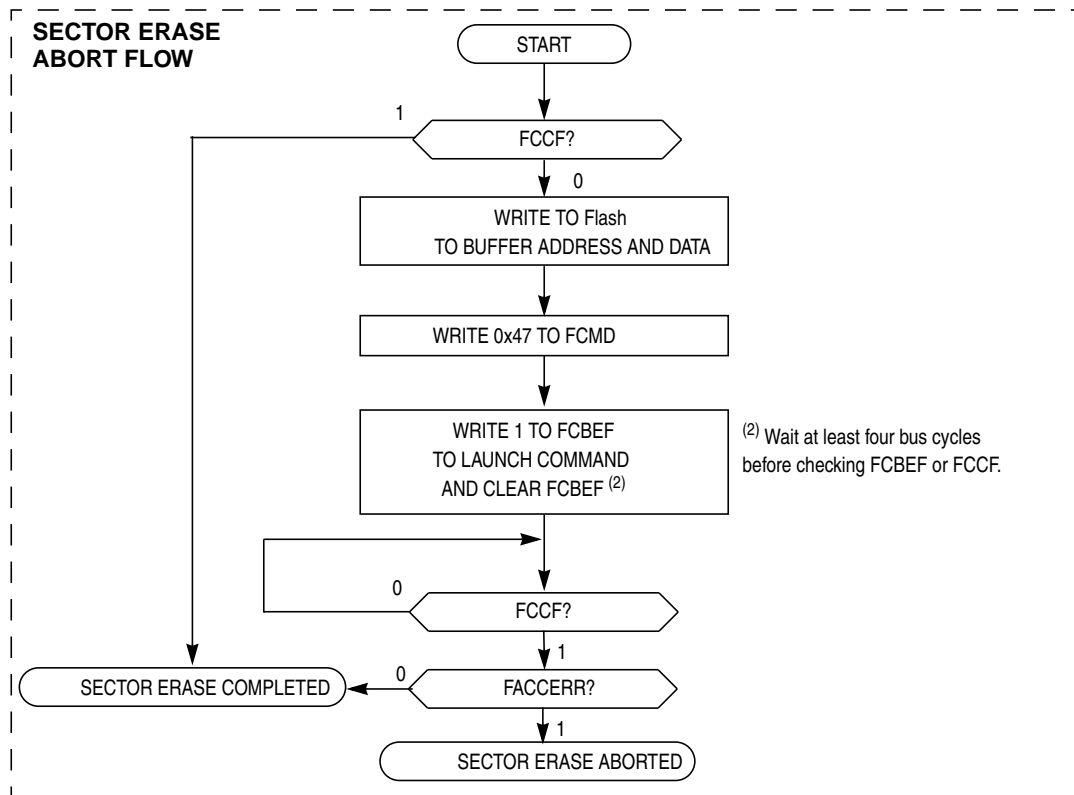 SECTOR ERASE
ABORT FLOW
START
1
FCCF?
0
WRITE TO Flash
TO BUFFER ADDRESS AND DATA
WRITE 0x47 TO FCMD
WRITE 1 TO FCBEF
TO LAUNCH COMMAND
AND CLEAR FCBEF (2)
(2) Wait at least four bus cycles
before checking FCBEF or FCCF.
0
FCCF?
1
SECTOR ERASE COMPLETED
0
FACCERR?
1
SECTOR ERASE ABORTED